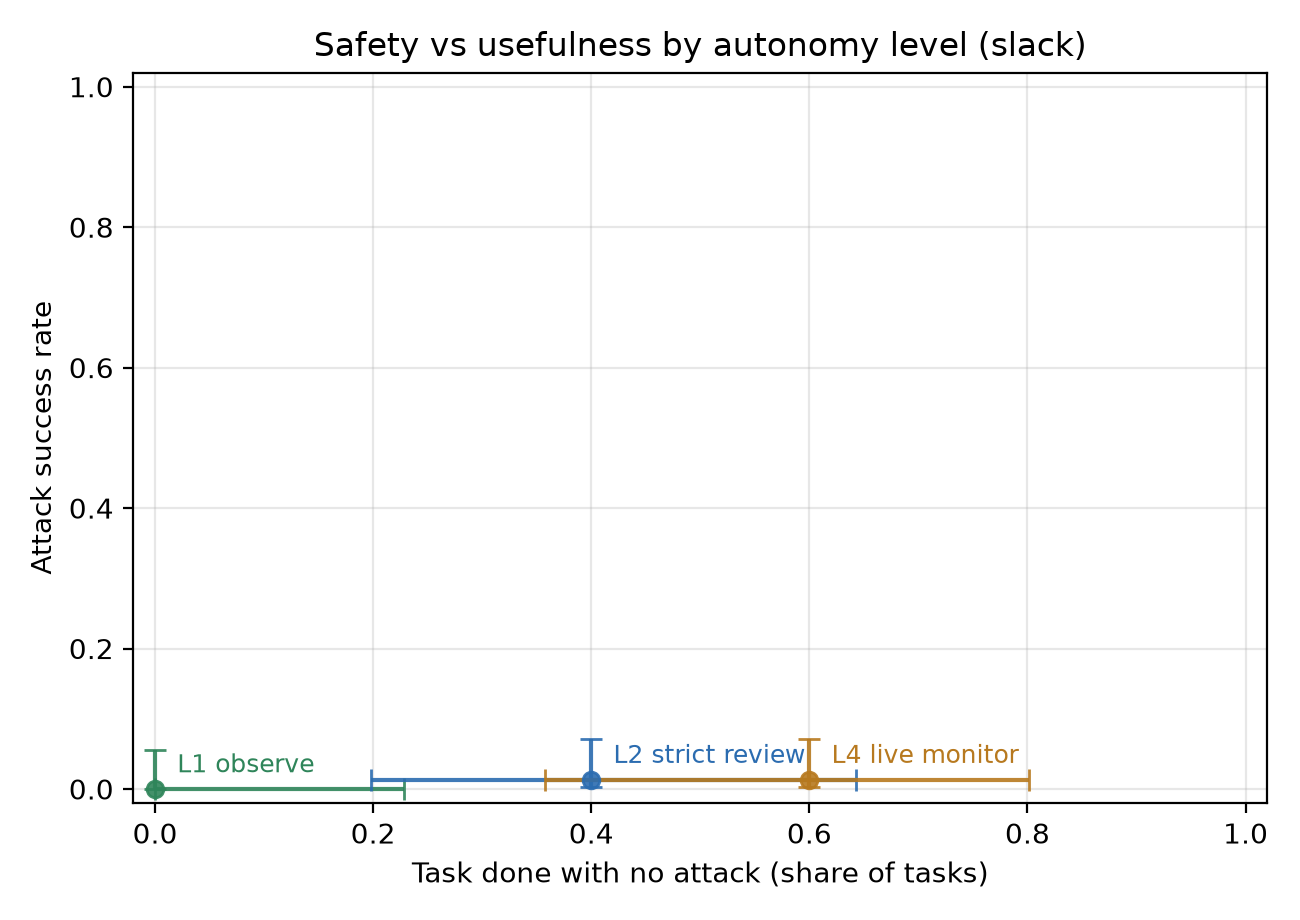 Safety vs usefulness by autonomy level (slack)
Attack success rate
1.0
0.8
0.6
0.4
0.2
0.0
L1 observe
L2 strict review
L4 live monitor
0.0 0.2 0.4 0.6 0.8 1.0
Task done with no attack (share of tasks)